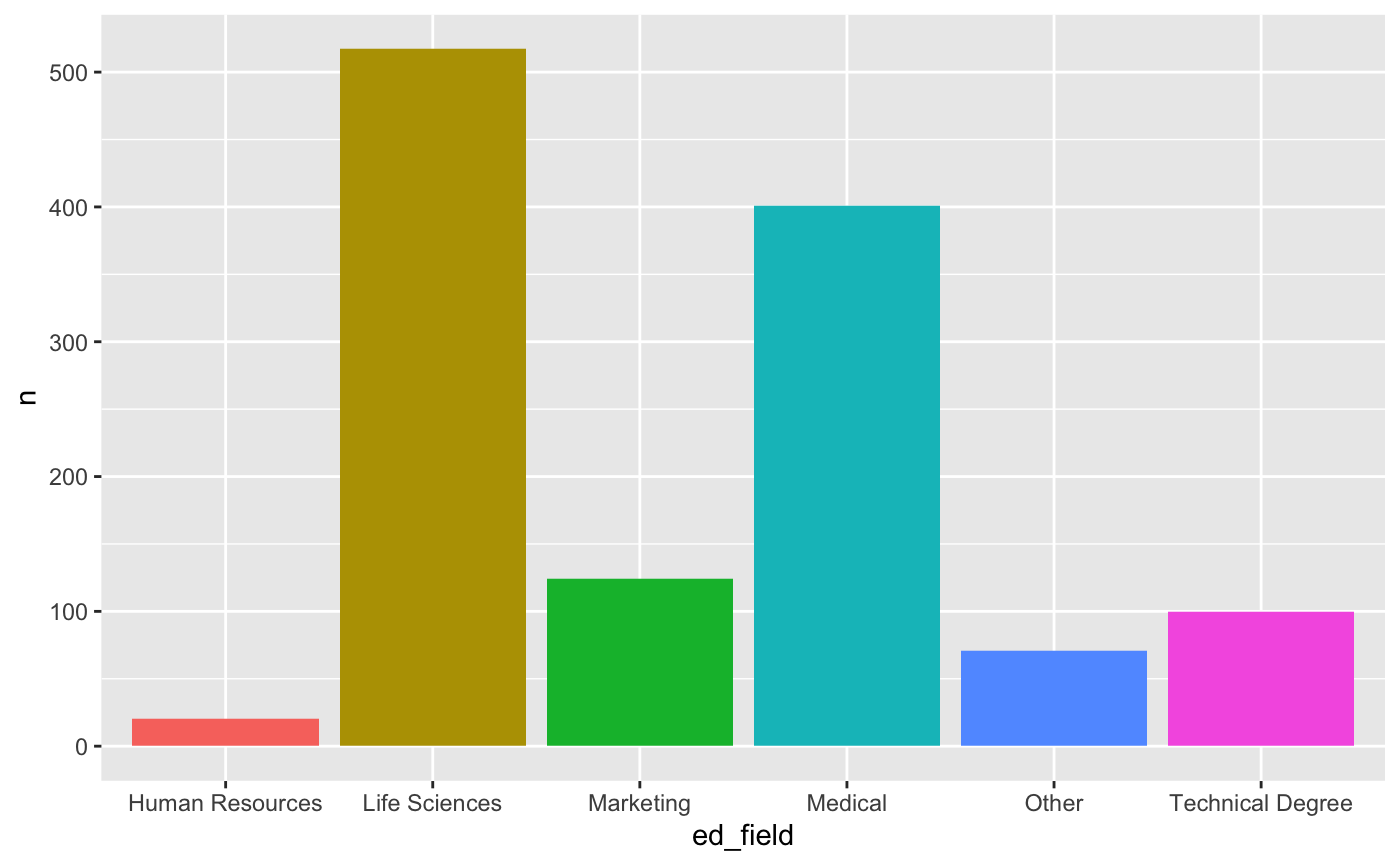 500
400
300
200
100
0
n
Human Resources Life Sciences Marketing Medical Other Technical Degree
ed_field